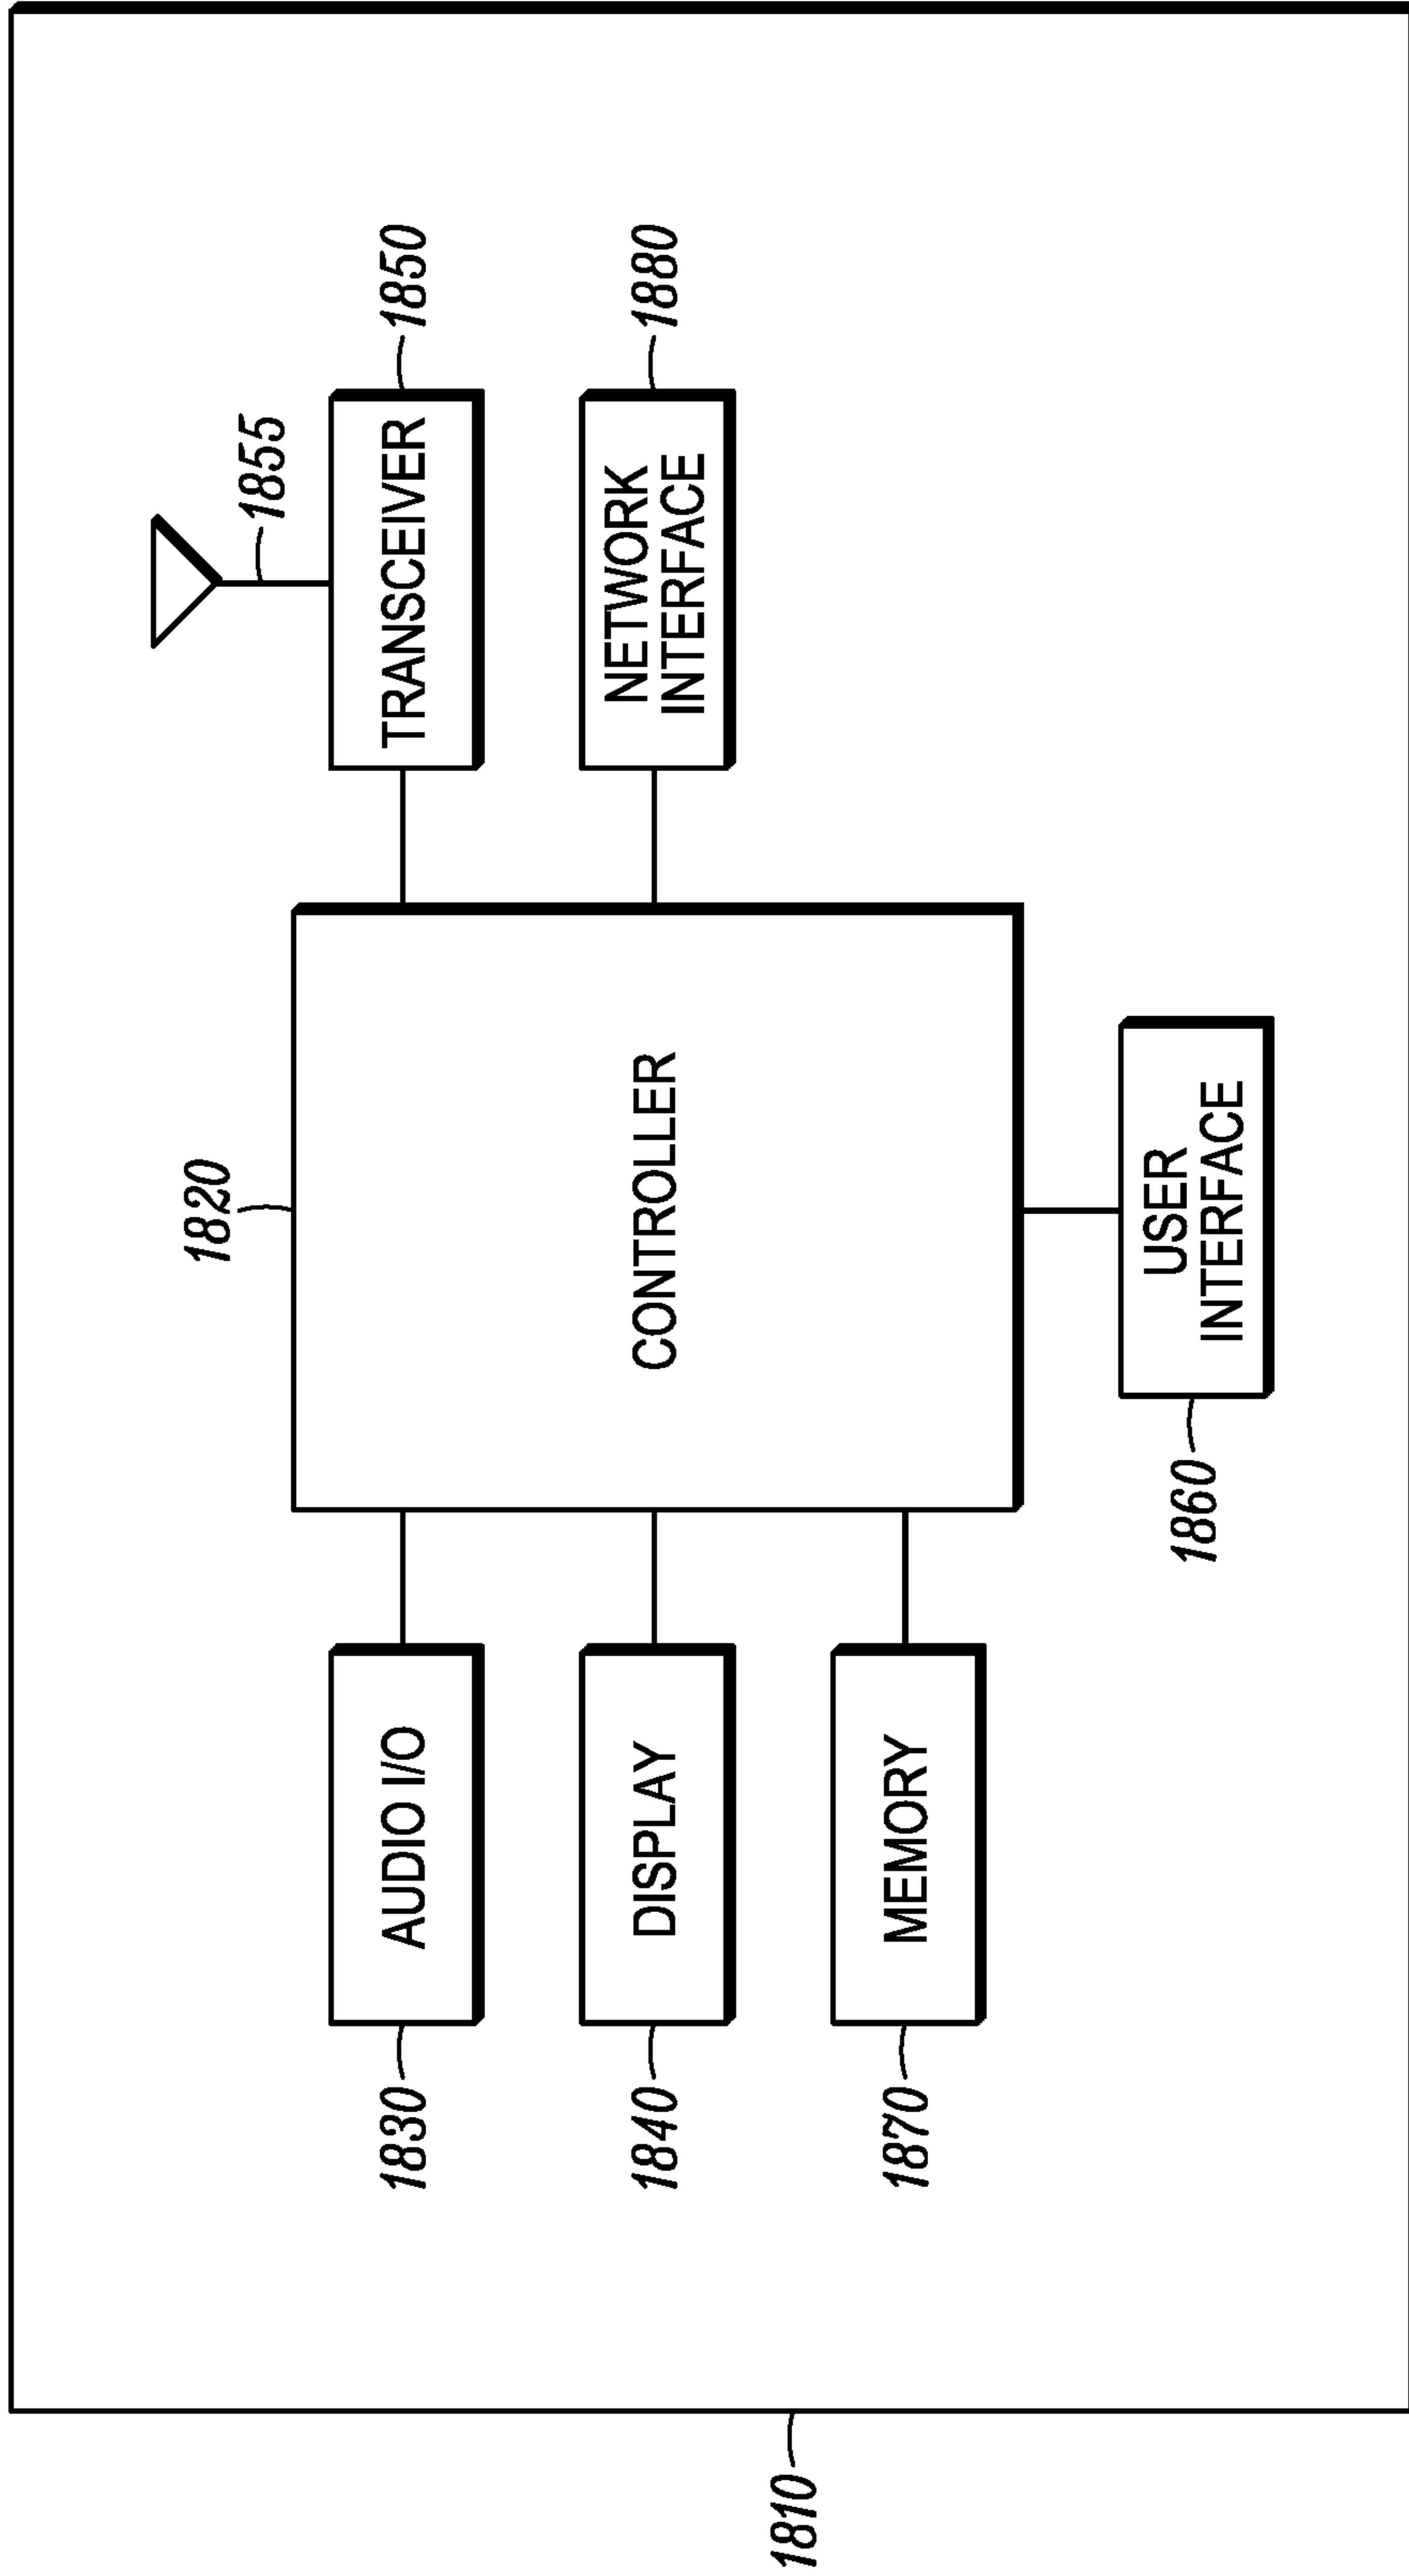 1855
1820
TRANSCEIVER
1850
AUDIO I/O
1830
NETWORK
INTERFACE
1880
CONTROLLER
DISPLAY
1840
MEMORY
1870
USER
INTERFACE
1860
1810